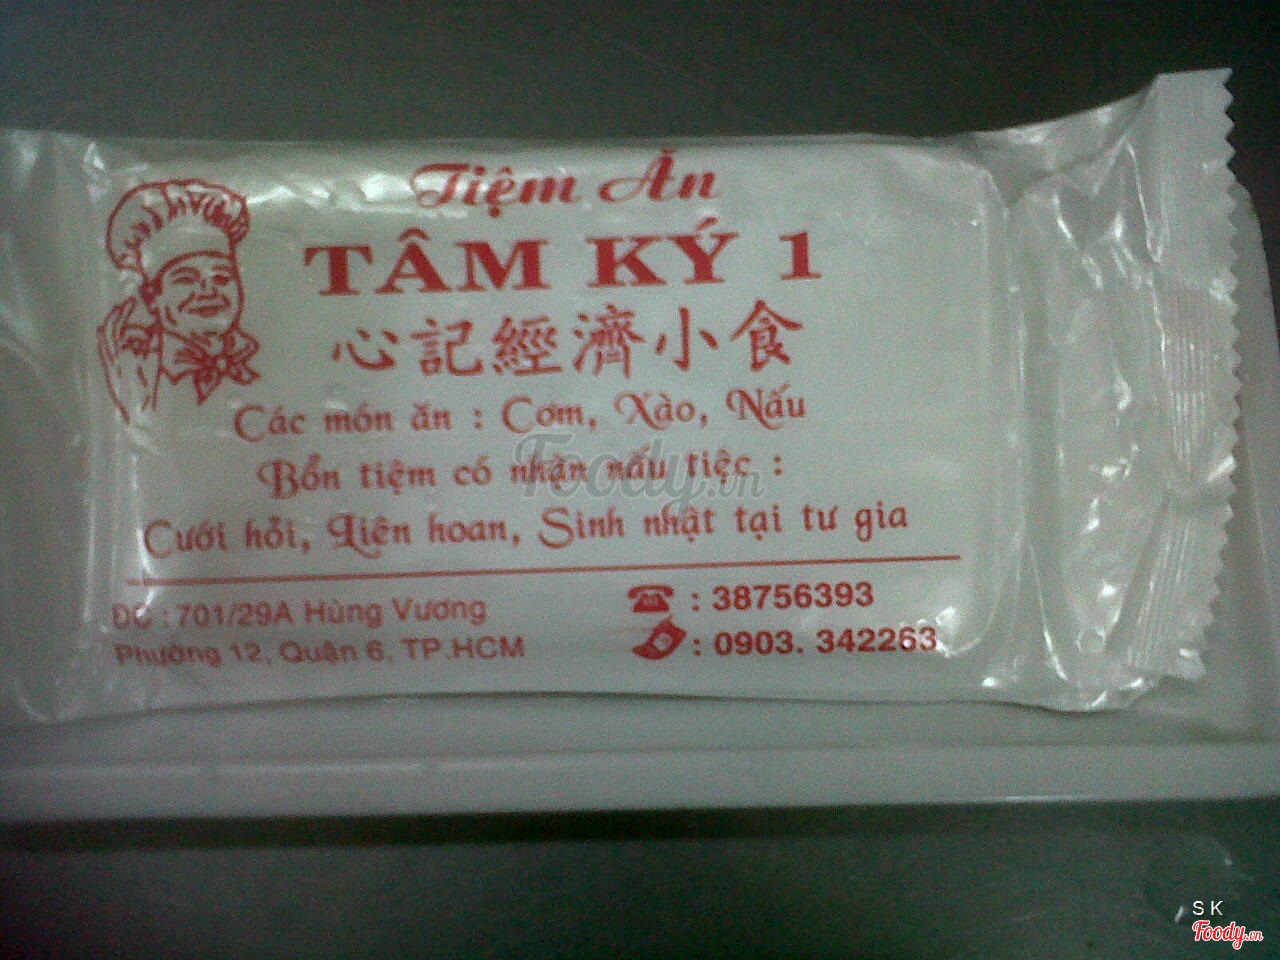 Tiệm Ăn
TÂM KÝ 1
心記經濟小食
Các món ăn : Cơm, Xào, Nấu
Bổn tiệm có nhận nấu tiệc :
Cưới hỏi, Liên hoan, Sinh nhật tại tư gia
ĐC : 701/29A Hùng Vương
Phường 12, Quận 6, TP.HCM
: 38756393
: 0903. 342263
Foody.vn
S K
Foody.vn